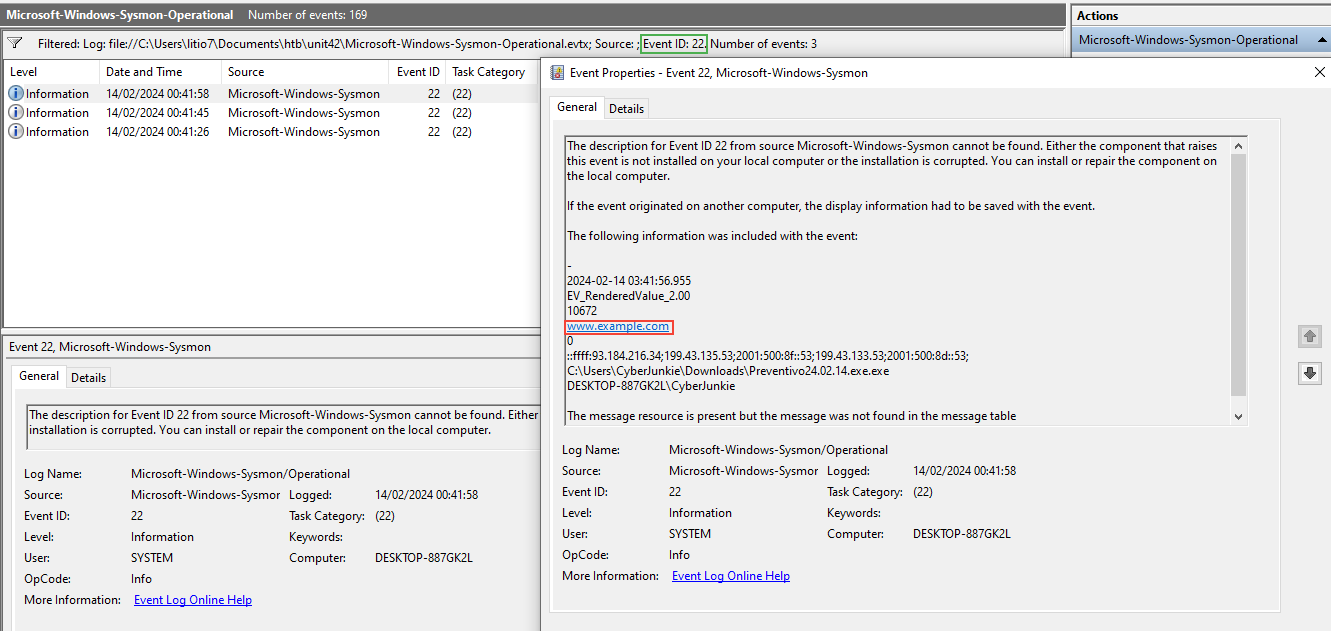 Microsoft-Windows-Sysmon-Operational Number of events: 169
Filtered: Log: file://C:\Users\litio7\Documents\htb\unit42\Microsoft-Windows-Sysmon-Operational.evtx; Source: ; Event ID: 22. Number of events: 3
Level Date and Time Source Event ID Task Category
Information 14/02/2024 00:41:58 Microsoft-Windows-Sysmon 22 (22)
Information 14/02/2024 00:41:45 Microsoft-Windows-Sysmon 22 (22)
Information 14/02/2024 00:41:26 Microsoft-Windows-Sysmon 22 (22)
Event 22, Microsoft-Windows-Sysmon
General Details
The description for Event ID 22 from source Microsoft-Windows-Sysmon cannot be found. Either
installation is corrupted. You can install or repair the component on the local computer.
Log Name: Microsoft-Windows-Sysmon/Operational
Source: Microsoft-Windows-Sysmor Logged: 14/02/2024 00:41:58
Event ID: 22 Task Category: (22)
Level: Information Keywords:
User: SYSTEM Computer: DESKTOP-887GK2L
OpCode: Info
More Information: Event Log Online Help
Actions
Microsoft-Windows-Sysmon-Operational
Event Properties - Event 22, Microsoft-Windows-Sysmon
General Details
The description for Event ID 22 from source Microsoft-Windows-Sysmon cannot be found. Either the component that raises
this event is not installed on your local computer or the installation is corrupted. You can install or repair the component on
the local computer.
If the event originated on another computer, the display information had to be saved with the event.
The following information was included with the event:
-
2024-02-14 03:41:56.955
EV_RenderedValue_2.00
10672
www.example.com
0
::ffff:93.184.216.34;199.43.135.53;2001:500:8f::53;199.43.133.53;2001:500:8d::53;
C:\Users\CyberJunkie\Downloads\Preventivo24.02.14.exe.exe
DESKTOP-887GK2L\CyberJunkie
The message resource is present but the message was not found in the message table
Log Name: Microsoft-Windows-Sysmon/Operational
Source: Microsoft-Windows-Sysmor Logged: 14/02/2024 00:41:58
Event ID: 22 Task Category: (22)
Level: Information Keywords:
User: SYSTEM Computer: DESKTOP-887GK2L
OpCode: Info
More Information: Event Log Online Help